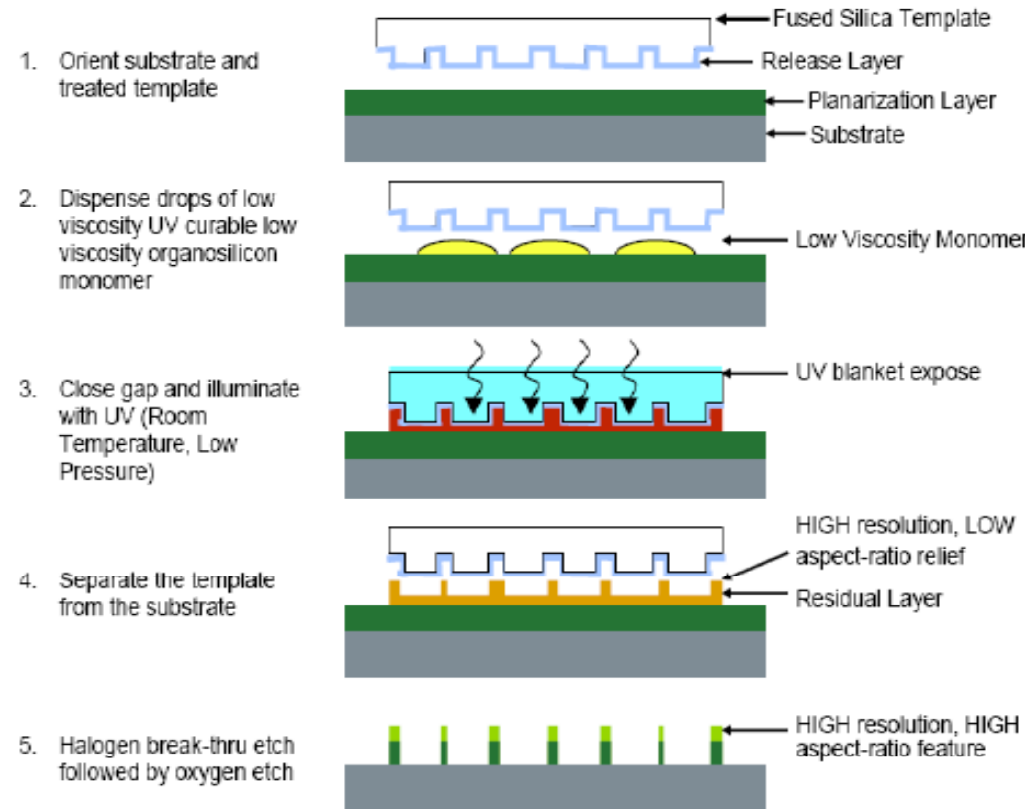 Fused Silica Template
1. Orient substrate and
treated template
Release Layer
Planarization Layer
Substrate
2. Dispense drops of low
viscosity UV curable low
viscosity organosilicon
monomer
Low Viscosity Monomer
3. Close gap and illuminate
with UV (Room
Temperature, Low
Pressure)
UV blanket expose
HIGH resolution, LOW
aspect-ratio relief
4. Separate the template
from the substrate
Residual Layer
5. Halogen break-thru etch
followed by oxygen etch
HIGH resolution, HIGH
aspect-ratio feature